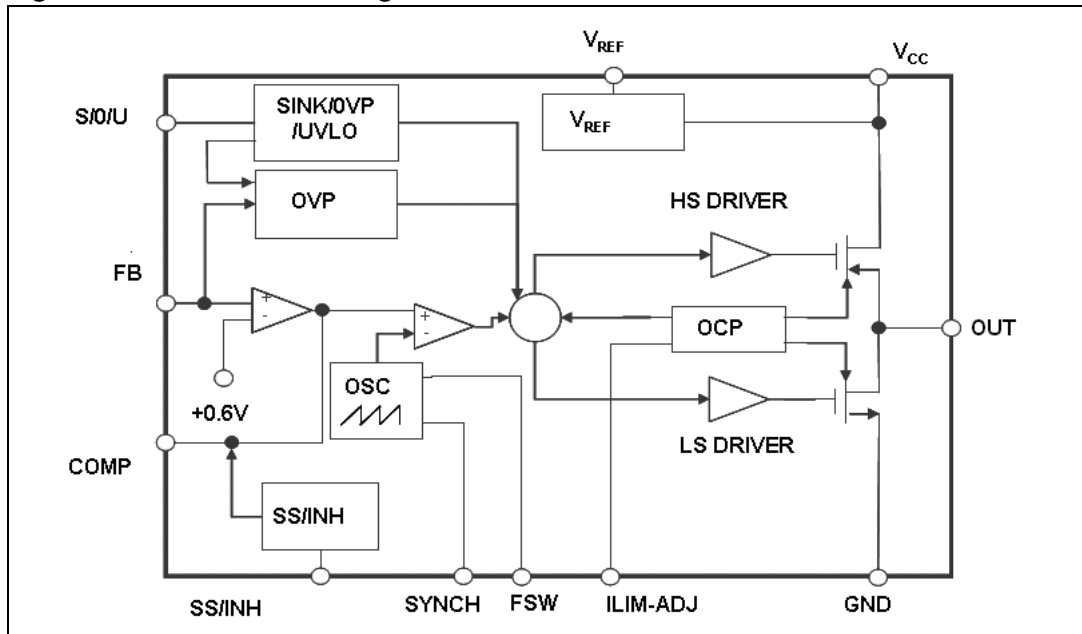 VREF
VCC
S/0/U
SINK/0VP
/UVLO
VREF
OVP
HS DRIVER
FB
+
-
+
-
OCP
OUT
OSC
+0.6V
LS DRIVER
COMP
SS/INH
SS/INH
SYNCH
FSW
ILIM-ADJ
GND